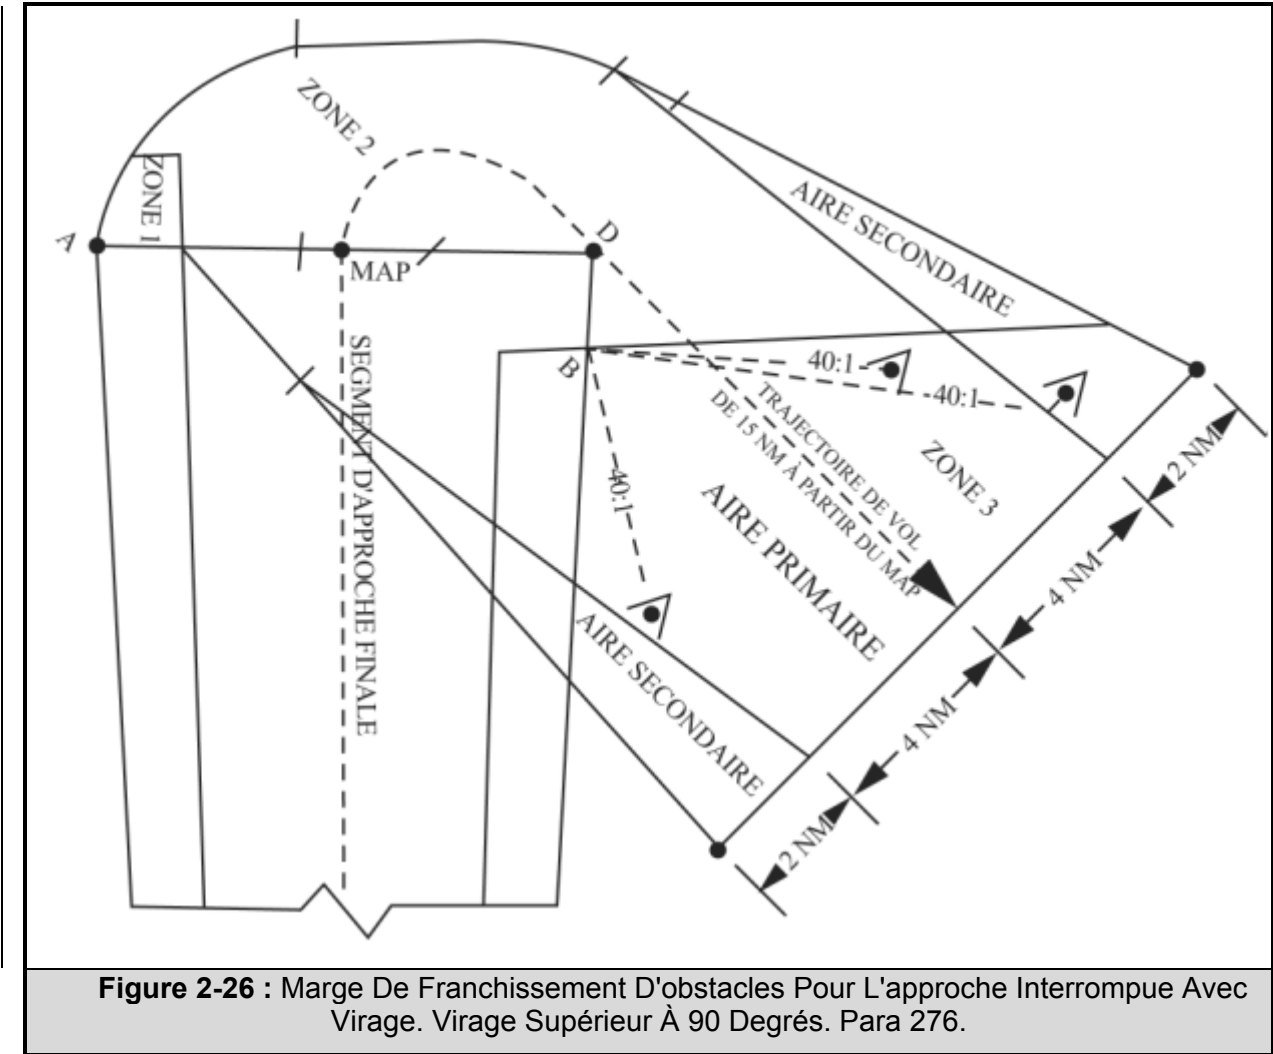 ZONE 2
ZONE 1
A
D
MAP
AIRE SECONDAIRE
B
40:1
40:1
40:1
SEGMENT D'APPROCHE FINALE
TRAJECTOIRE DE VOL
DE 15 NM À PARTIR DU MAP
ZONE 3
AIRE PRIMAIRE
AIRE SECONDAIRE
2 NM
4 NM
4 NM
2 NM
Figure 2-26 : Marge De Franchissement D'obstacles Pour L'approche Interrompue Avec
Virage. Virage Supérieur À 90 Degrés. Para 276.